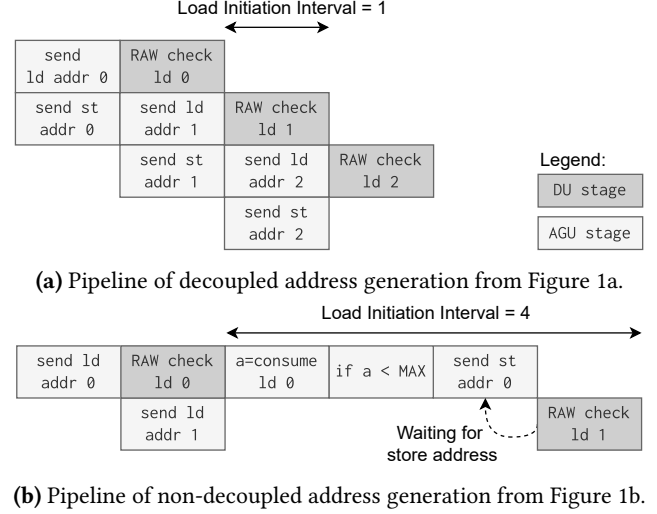 Load Initiation Interval = 1
send
ld addr 0
RAW check
ld 0
send st
addr 0
send ld
addr 1
RAW check
ld 1
send st
addr 1
send ld
addr 2
RAW check
ld 2
send st
addr 2
Legend:
DU stage
AGU stage
(a) Pipeline of decoupled address generation from Figure 1a.
Load Initiation Interval = 4
send ld
addr 0
RAW check
ld 0
a=consume
ld 0
if a < MAX
send st
addr 0
send ld
addr 1
Waiting for
store address
RAW check
ld 1
(b) Pipeline of non-decoupled address generation from Figure 1b.